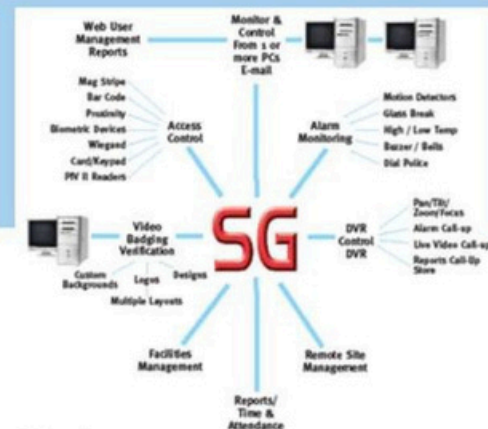 Web User
Management
Reports
Monitor &
Control
From 1 or
more PCs
E-mail
Mag Stripe
Bar Code
Proximity
Biometric Devices
Wiegand
Card/Keyped
PIV II Readers
Access
Control
Alarm
Monitoring
Motion Detectors
Glass Break
High / Low Temp
Buzzer / Bells
Dial Police
Video
Badging
Verification
Custom
Backgrounds
Logos
Designs
Multiple Layouts
SG
DVR
Control
DVR
Pan/Tilt/
Zoom/Focus
Alarm Call-up
Live Video Call-up
Reports Call-Up
Store
Facilities
Management
Remote Site
Management
Reports/
Time &
Attendance